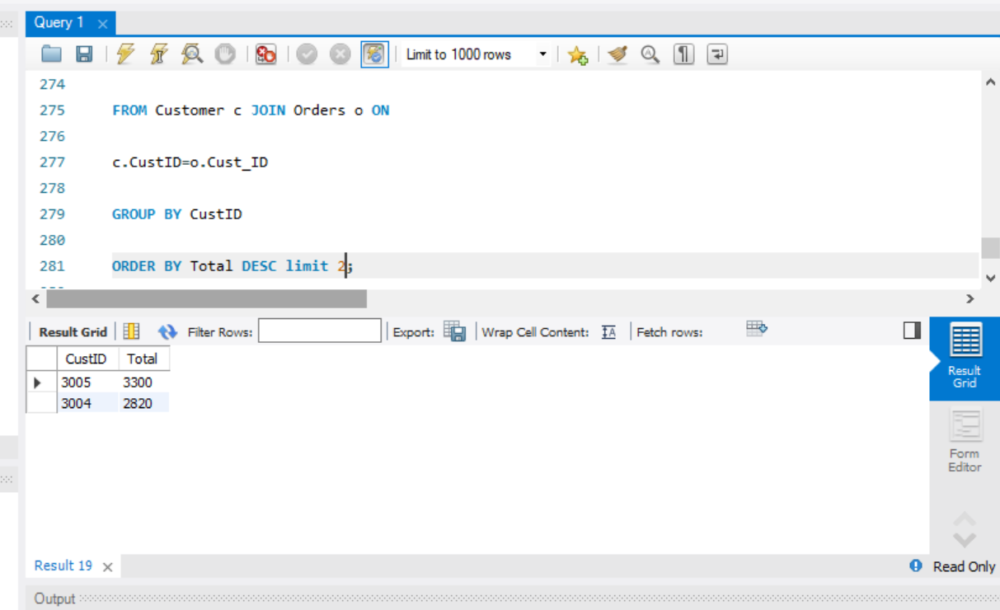 Query 1
Limit to 1000 rows
274
275 FROM Customer c JOIN Orders o ON
276
277 c.CustID=o.Cust_ID
278
279 GROUP BY CustID
280
281 ORDER BY Total DESC limit 2;
Result Grid Filter Rows: Export: Wrap Cell Content: Fetch rows:
CustID Total
3005 3300
3004 2820
Result
Grid
Form
Editor
Result 19 Read Only
Output